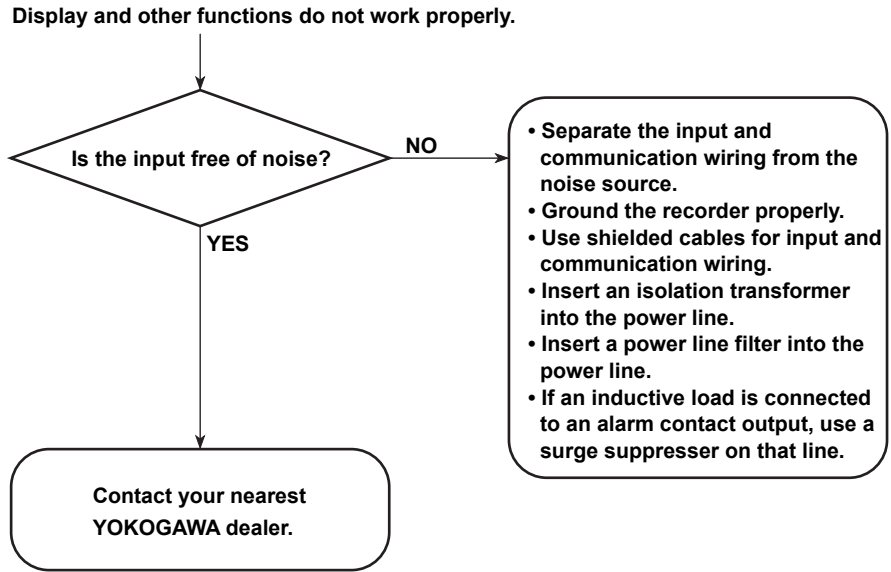 Display and other functions do not work properly.
Is the input free of noise?
NO
• Separate the input and
communication wiring from the
noise source.
• Ground the recorder properly.
• Use shielded cables for input and
communication wiring.
• Insert an isolation transformer
into the power line.
• Insert a power line filter into the
power line.
• If an inductive load is connected
to an alarm contact output, use a
surge suppresser on that line.
YES
Contact your nearest
YOKOGAWA dealer.